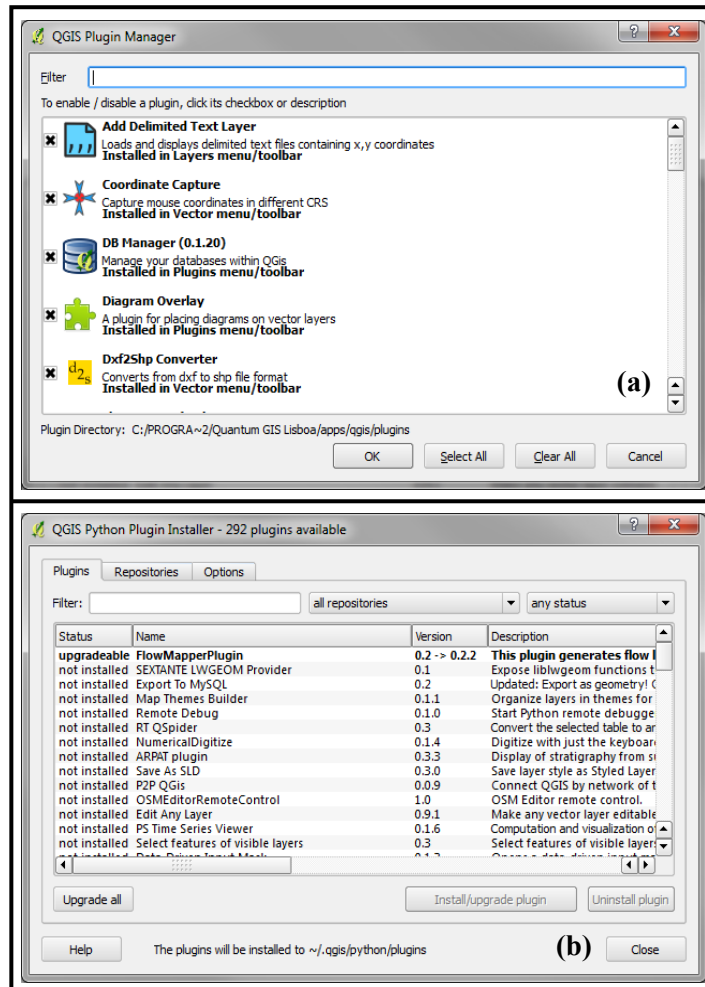 QGIS Plugin Manager
Filter
To enable / disable a plugin, click its checkbox or description
Add Delimited Text Layer
Loads and displays delimited text files containing x,y coordinates
Installed in Layers menu/toolbar
Coordinate Capture
Capture mouse coordinates in different CRS
Installed in Vector menu/toolbar
DB Manager (0.1.20)
Manage your databases within QGis
Installed in Plugins menu/toolbar
Diagram Overlay
A plugin for placing diagrams on vector layers
Installed in Plugins menu/toolbar
d2s
Dxf2Shp Converter
Converts from dxf to shp file format
Installed in Vector menu/toolbar
(a)
Plugin Directory: C:/PROGRA~2/Quantum GIS Lisboa/apps/qgis/plugins
OK Select All Clear All Cancel
QGIS Python Plugin Installer - 292 plugins available
Plugins Repositories Options
Filter: all repositories any status
Status Name Version Description
upgradeable FlowMapperPlugin 0.2 -> 0.2.2 This plugin generates flow
not installed SEXTANTE LWGEOM Provider 0.1 Expose liblwgeom functions t
not installed Export To MySQL 0.2 Updated: Export as geometry!
not installed Map Themes Builder 0.1.1 Organize layers in themes for
not installed Remote Debug 0.1.0 Start Python remote debugge
not installed RT QSpider 0.3 Convert the selected table to ar
not installed NumericalDigitize 0.1.4 Digitize with just the keyboar
not installed ARPAT plugin 0.3.3 Display of stratigraphy from
not installed Save As SLD 0.3.0 Save layer style as Styled Layer
not installed P2P QGis 0.0.9 Connect QGIS by network of t
not installed OSMEditorRemoteControl 1.0 OSM Editor remote control.
not installed Edit Any Layer 0.9.1 Make any vector layer editable
not installed PS Time Series Viewer 0.1.6 Computation and visualization
not installed Select features of visible layers 0.3 Select features of visible layer
not installed
Upgrade all Install/upgrade plugin Uninstall plugin
Help The plugins will be installed to ~/.qgis/python/plugins (b) Close